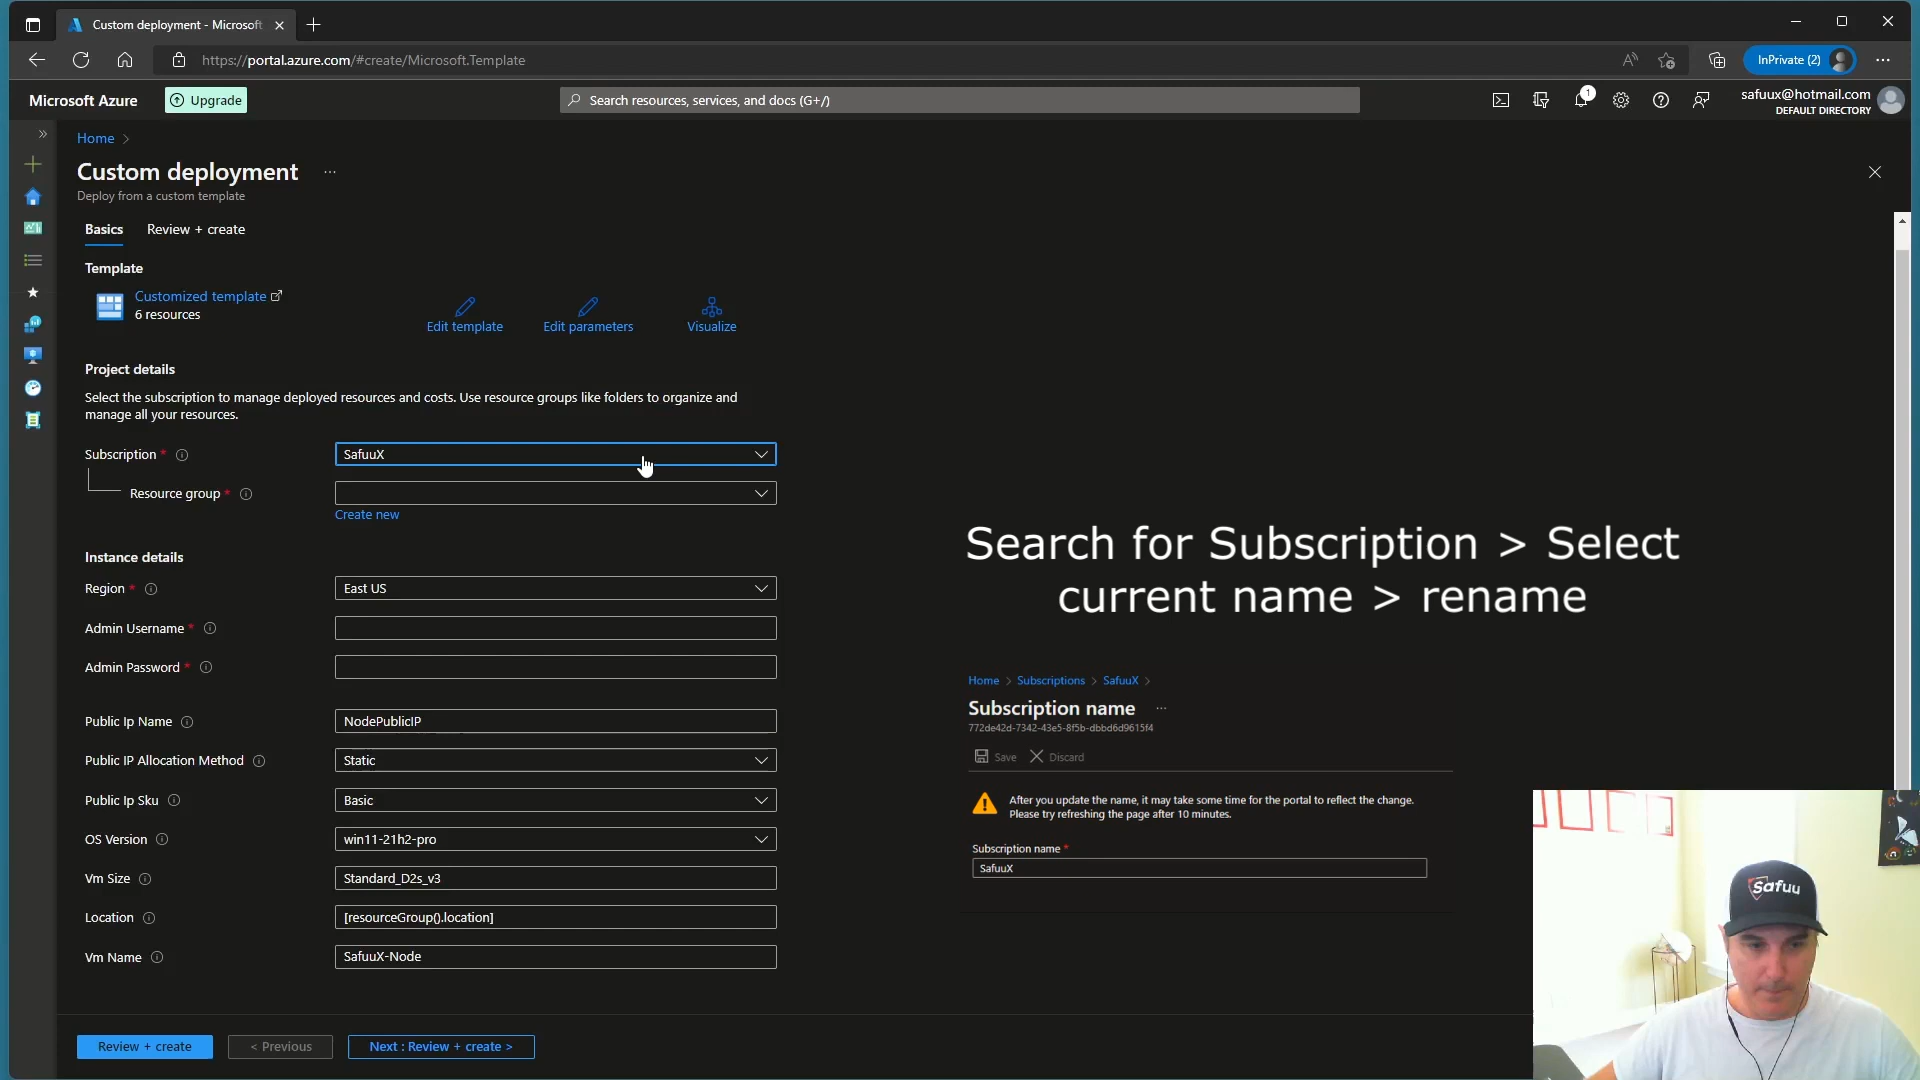 Custom deployment - Microsoft
https://portal.azure.com/#create/Microsoft.Template
InPrivate (2)
Microsoft Azure
Upgrade
Search resources, services, and docs (G+/)
1
safuux@hotmail.com
DEFAULT DIRECTORY
Home >
Custom deployment ...
Deploy from a custom template
Basics
Review + create
Template
Customized template
6 resources
Edit template
Edit parameters
Visualize
Project details
Select the subscription to manage deployed resources and costs. Use resource groups like folders to organize and
manage all your resources.
Subscription *
SafuuX
Resource group *
Create new
Instance details
Region *
East US
Admin Username *
Admin Password *
Public Ip Name
NodePublicIP
Public IP Allocation Method
Static
Public Ip Sku
Basic
OS Version
win11-21h2-pro
Vm Size
Standard_D2s_v3
Location
[resourceGroup().location]
Vm Name
SafuuX-Node
Review + create
< Previous
Next : Review + create >
Search for Subscription > Select
current name > rename
Home > Subscriptions > SafuuX >
Subscription name ...
772de42d-7342-43e5-8f5b-dbbd6d9615f4
Save
Discard
After you update the name, it may take some time for the portal to reflect the change.
Please try refreshing the page after 10 minutes.
Subscription name *
SafuuX
Safuu